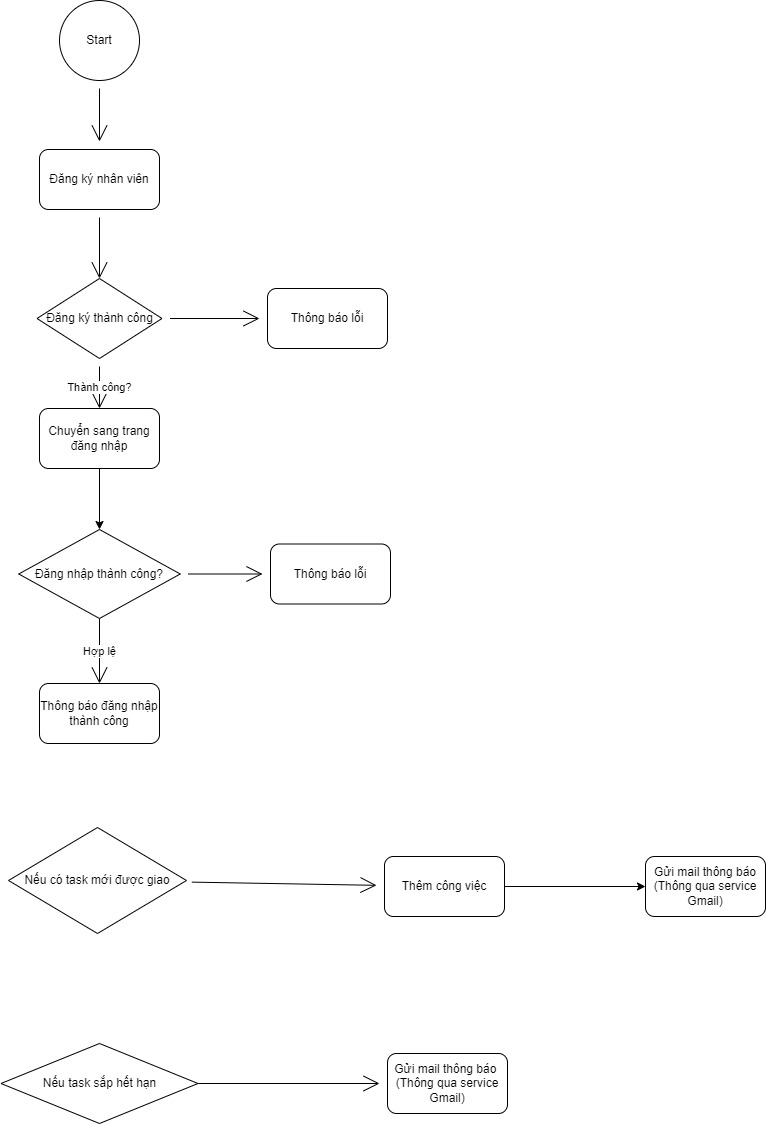 Start
Đăng ký nhân viên
Đăng ký thành công
Thông báo lỗi
Thành công?
Chuyển sang trang
đăng nhập
Đăng nhập thành công?
Thông báo lỗi
Hợp lệ
Thông báo đăng nhập
thành công
Nếu có task mới được giao
Thêm công việc
Gửi mail thông báo
(Thông qua service
Gmail)
Nếu task sắp hết hạn
Gửi mail thông báo
(Thông qua service
Gmail)